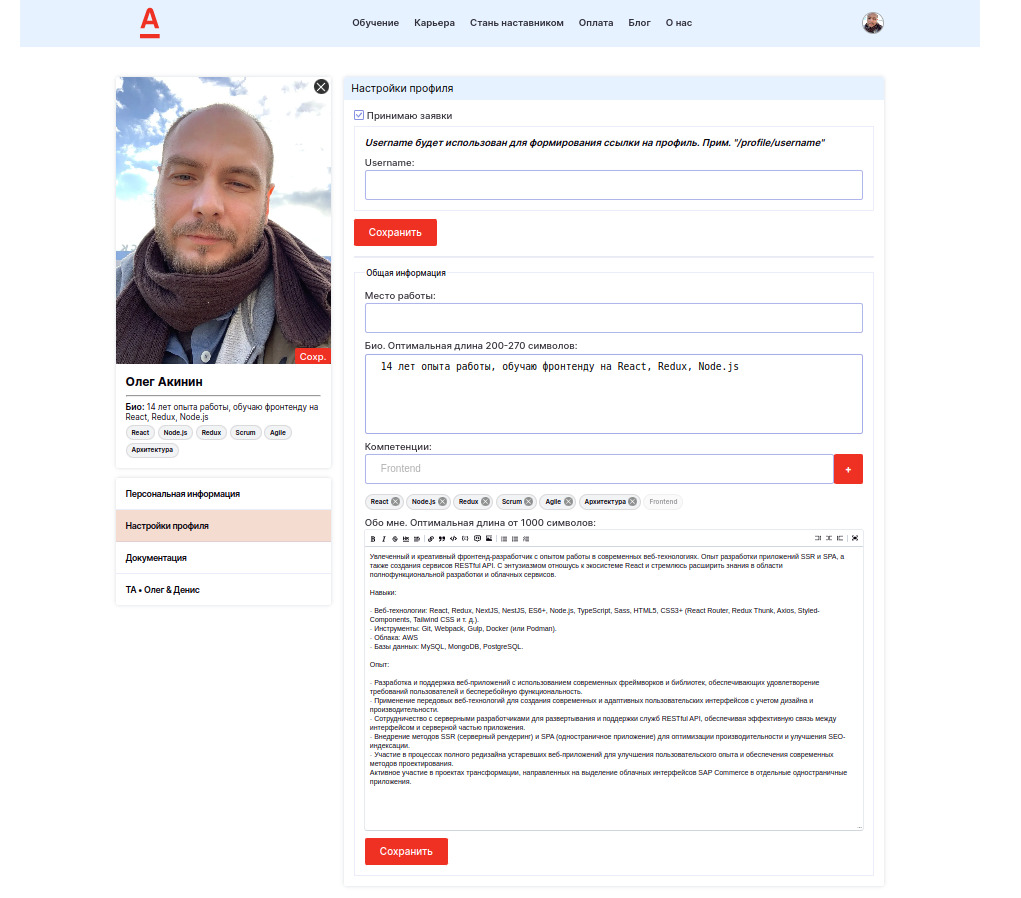 А
Обучение Карьера Стань наставником Оплата Блог О нас
Сохр.
Олег Акинин
Био: 14 лет опыта работы, обучаю фронтенду на
React, Redux, Node.js
React Node.js Redux Scrum Agile
Архитектура
Персональная информация
Настройки профиля
Документация
ТА • Олег & Денис
Настройки профиля
Принимаю заявки
Username будет использован для формирования ссылки на профиль. Прим. "/profile/username"
Username:
Сохранить
Общая информация
Место работы:
Био. Оптимальная длина 200-270 символов:
14 лет опыта работы, обучаю фронтенду на React, Redux, Node.js
Компетенции:
Frontend +
React Node.js Redux Scrum Agile Архитектура Frontend
Обо мне. Оптимальная длина от 1000 символов:
Увлеченный и креативный фронтенд-разработчик с опытом работы в современных веб-технологиях. Опыт разработки приложений SSR и SPA, а
также создания сервисов RESTful API. С энтузиазмом отношусь к экосистеме React и стремлюсь расширить знания в области
полнофункциональной разработки и облачных сервисов.
Навыки:
- Веб-технологии: React, Redux, NextJS, NestJS, ES6+, Node.js, TypeScript, Sass, HTML5, CSS3+ (React Router, Redux Thunk, Axios, Styled-
Components, Tailwind CSS и т. д.).
- Инструменты: Git, Webpack, Gulp, Docker (или Podman).
- Облака: AWS
- Базы данных: MySQL, MongoDB, PostgreSQL.
Опыт:
- Разработка и поддержка веб-приложений с использованием современных фреймворков и библиотек, обеспечивающих удовлетворение
требований пользователей и бесперебойную функциональность.
- Применение передовых веб-технологий для создания современных и адаптивных пользовательских интерфейсов с учетом дизайна и
производительности.
- Сотрудничество с серверными разработчиками для развертывания и поддержки служб RESTful API, обеспечивая эффективную связь между
интерфейсом и серверной частью приложения.
- Внедрение методов SSR (серверный рендеринг) и SPA (одностраничное приложение) для оптимизации производительности и улучшения SEO-
индексации.
- Участие в процессах полного редизайна устаревших веб-приложений для улучшения пользовательского опыта и обеспечения современных
методов проектирования.
Активное участие в проектах трансформации, направленных на выделение облачных интерфейсов SAP Commerce в отдельные одностраничные
приложения.
Сохранить